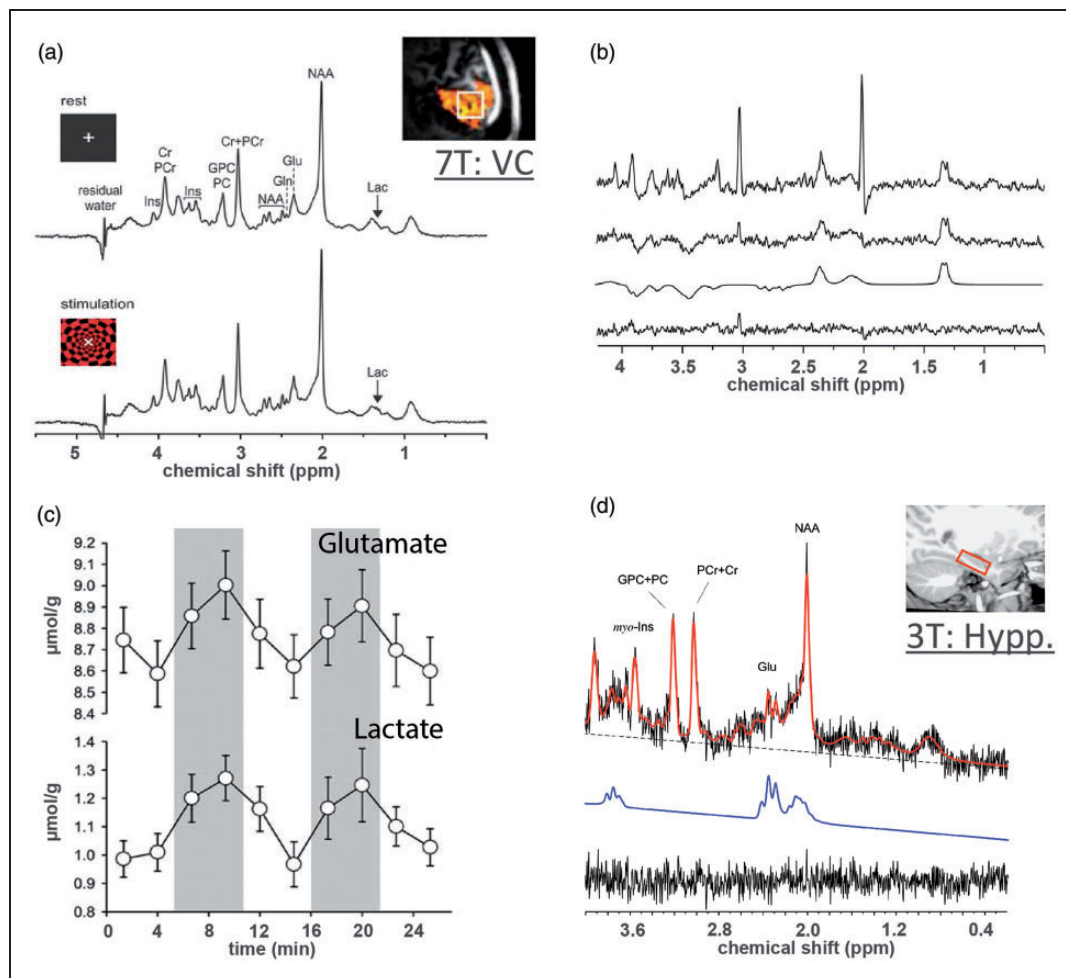 (a)
rest
Cr
PCr
residual
water
Ins
Ins
GPC
PC
Cr+PCr
NAA
Gln
Glu
NAA
Lac
7T: VC
stimulation
Lac
5
4
3
2
1
chemical shift (ppm)
(b)
4
3.5
3
2.5
2
1.5
1
chemical shift (ppm)
(c)
Glutamate
9.2
9.1
9.0
8.9
8.8
8.7
8.6
8.5
8.4
µmol/g
Lactate
1.4
1.3
1.2
1.1
1.0
0.9
0.8
µmol/g
0
4
8
12
16
20
24
time (min)
(d)
NAA
GPC+PC
PCr+Cr
myo-Ins
Glu
3T: Hypp.
3.6
2.8
2.0
1.2
0.4
chemical shift (ppm)